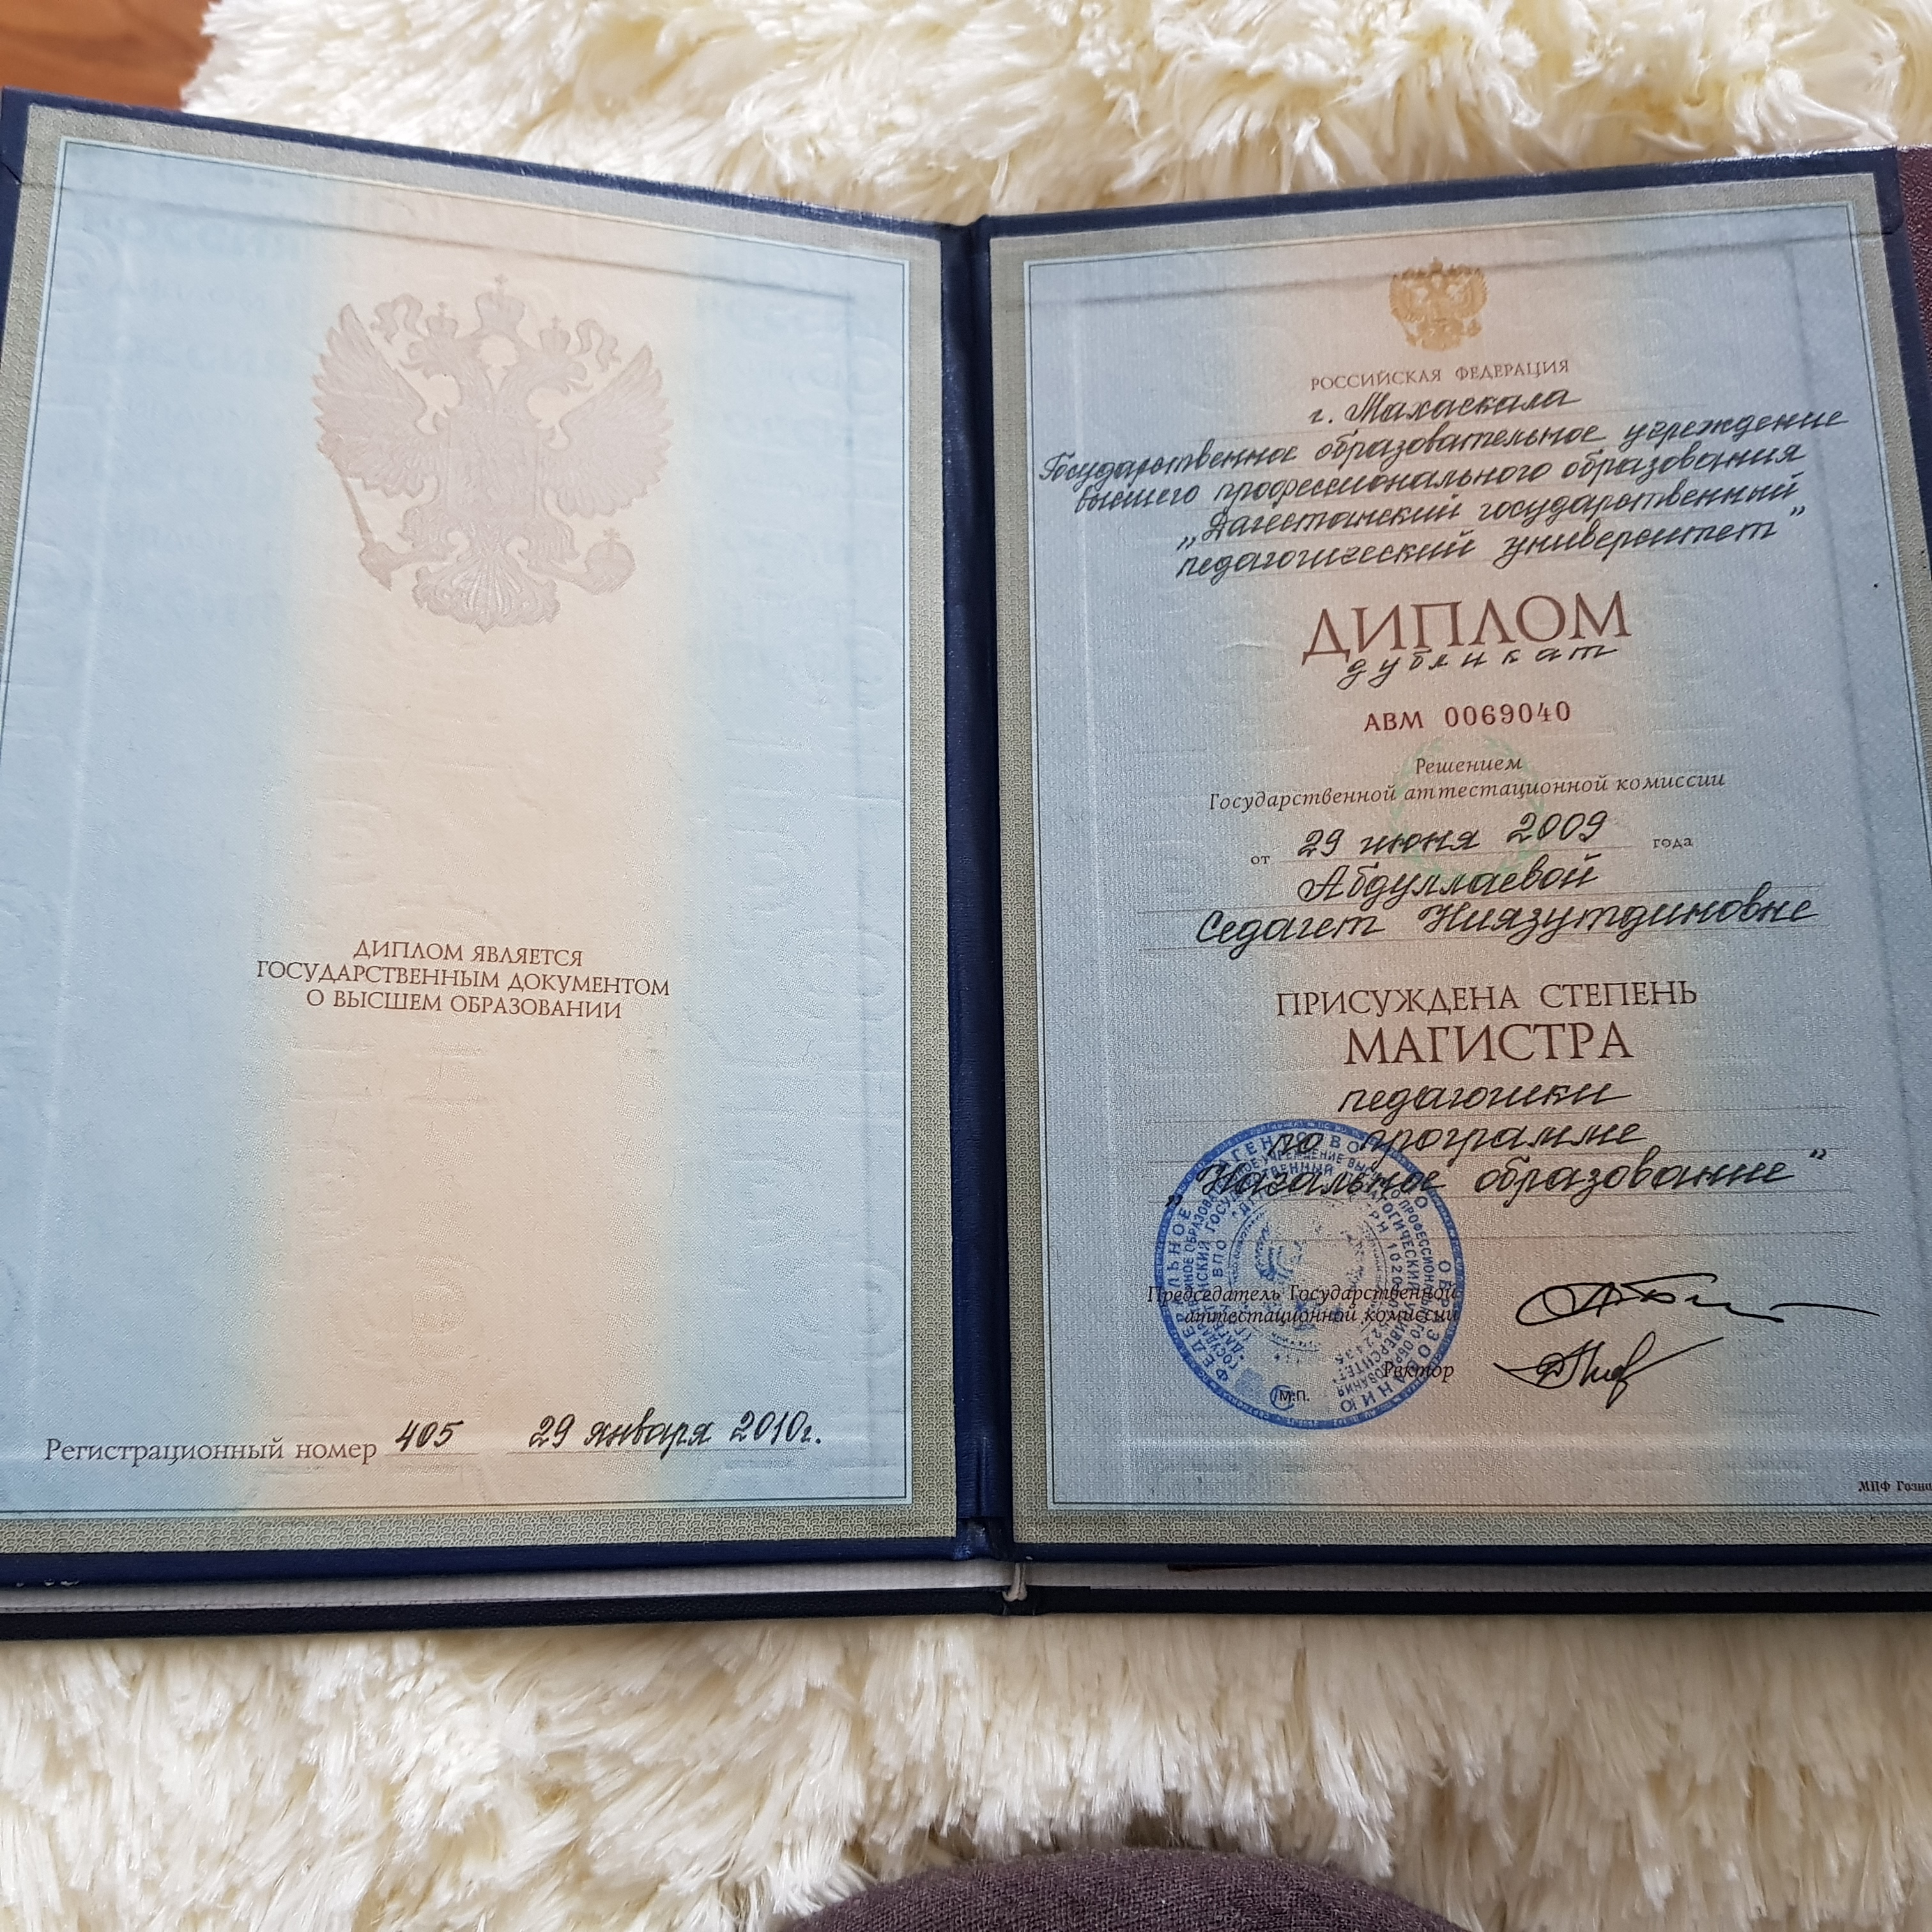 ДИПЛОМ ЯВЛЯЕТСЯ
ГОСУДАРСТВЕННЫМ ДОКУМЕНТОМ
О ВЫСШЕМ ОБРАЗОВАНИИ
Регистрационный номер 405 29 января 2010г.
РОССИЙСКАЯ ФЕДЕРАЦИЯ
г. Махачкала
Государственное образовательное учреждение
высшего профессионального образования
„Дагестанский государственный
педагогический университет”
ДИПЛОМ
дубликат
АВМ 0069040
Решением
Государственной аттестационной комиссии
от 29 июня 2009 года
Абдуллаевой
Седагет Ниязутдиновне
ПРИСУЖДЕНА СТЕПЕНЬ
МАГИСТРА
педагогики
по программе
„Начальное образование”
Председатель Государственной
аттестационной комиссии
Ректор
М.П.